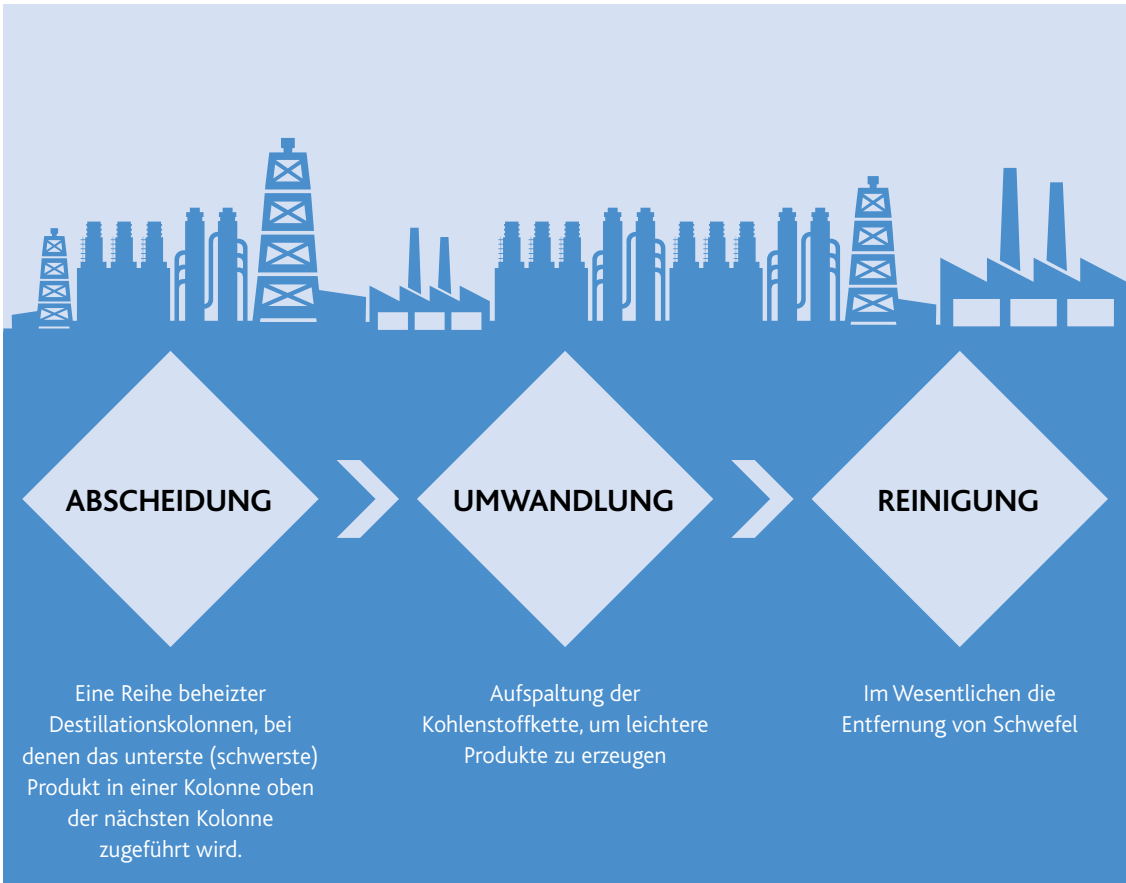 ABSCHEIDUNG
UMWANDLUNG
REINIGUNG
Eine Reihe beheizter
Destillationskolonnen, bei
denen das unterste (schwerste)
Produkt in einer Kolonne oben
der nächsten Kolonne
zugeführt wird.
Aufspaltung der
Kohlenstoffkette, um leichtere
Produkte zu erzeugen
Im Wesentlichen die
Entfernung von Schwefel